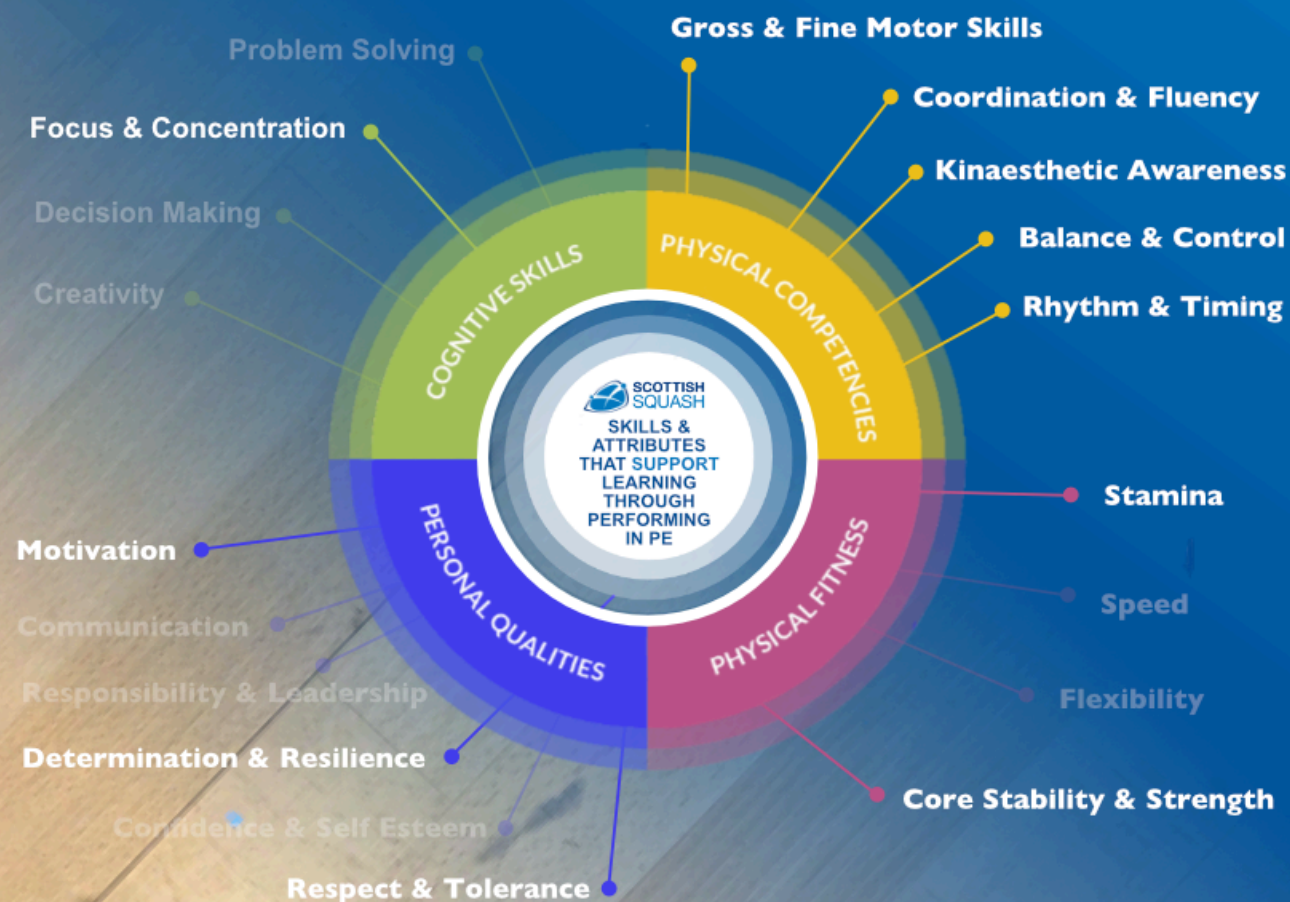 Gross & Fine Motor Skills
Problem Solving
Coordination & Fluency
Focus & Concentration
Kinaesthetic Awareness
Decision Making
Balance & Control
Creativity
Rhythm & Timing
COGNITIVE SKILLS
PHYSICAL COMPETENCIES
SCOTTISH
SQUASH
SKILLS &
ATTRIBUTES
THAT SUPPORT
LEARNING
THROUGH
PERFORMING
IN PE
PERSONAL QUALITIES
PHYSICAL FITNESS
Stamina
Motivation
Speed
Communication
Responsibility & Leadership
Flexibility
Determination & Resilience
Core Stability & Strength
Confidence & Self Esteem
Respect & Tolerance